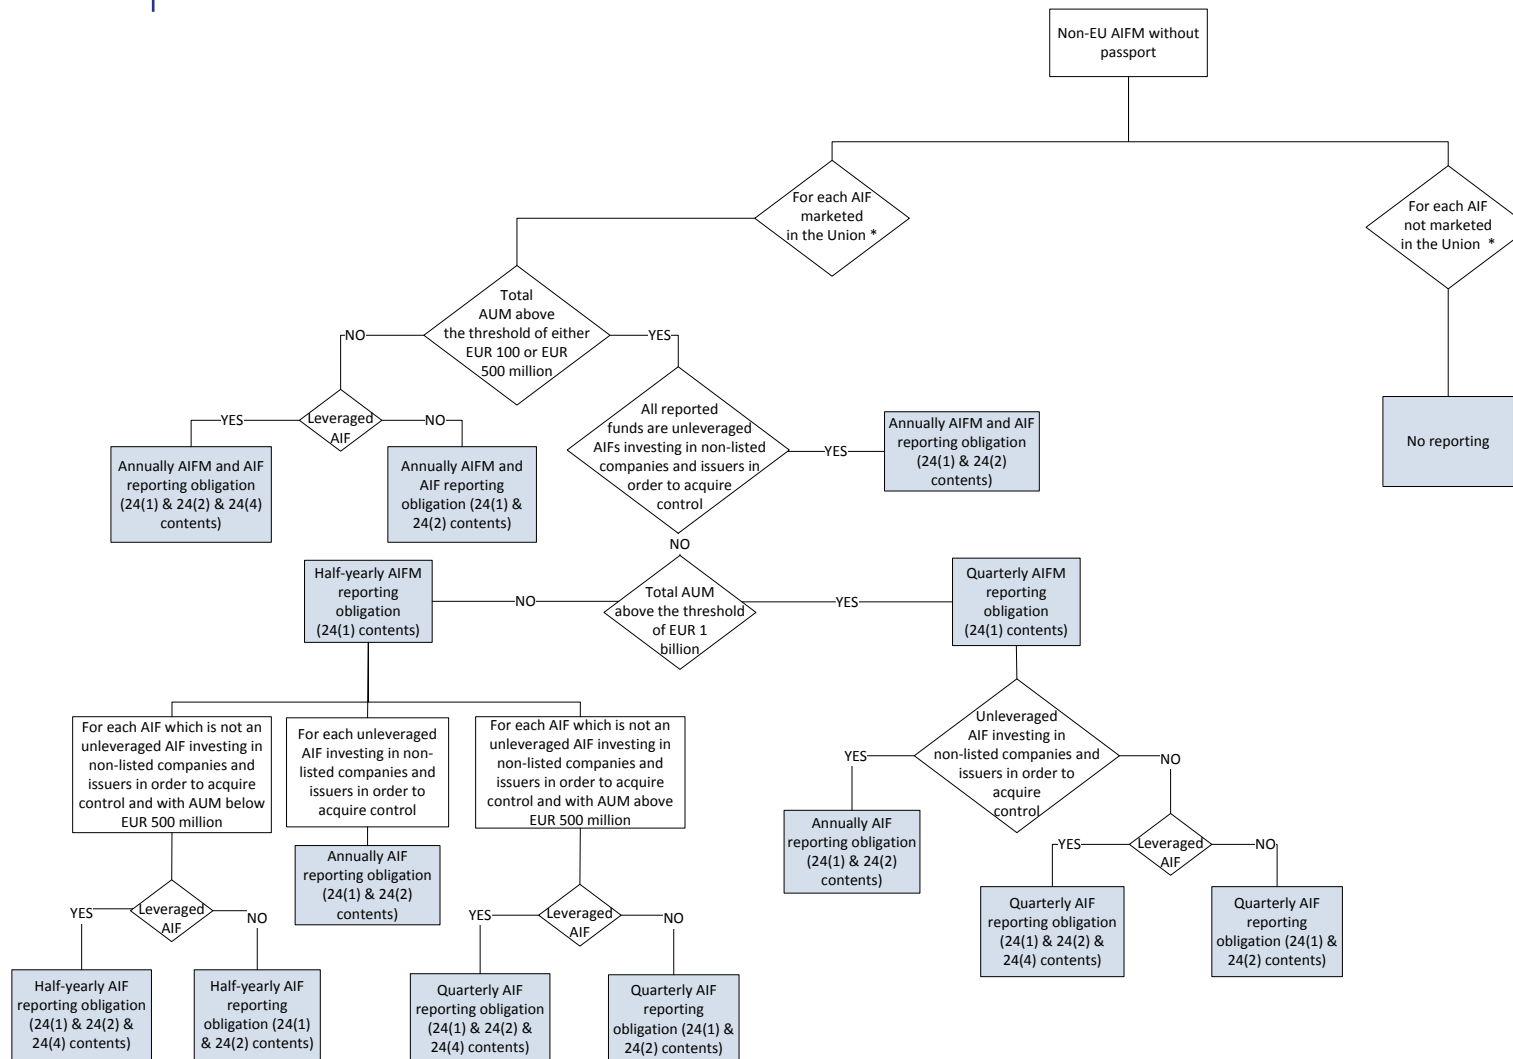 Non-EU AIFM without
passport
For each AIF
marketed
in the Union *
For each AIF
not marketed
in the Union *
Total
AUM above
the threshold of either
EUR 100 or EUR
500 million
NO
YES
Leveraged
AIF
YES
NO
Annually AIFM and AIF
reporting obligation
(24(1) & 24(2) & 24(4)
contents)
Annually AIFM and
AIF reporting
obligation (24(1) &
24(2) contents)
All reported
funds are unleveraged
AIFs investing in non-listed
companies and issuers in
order to acquire
control
YES
Annually AIFM and AIF
reporting obligation
(24(1) & 24(2)
contents)
No reporting
NO
Half-yearly AIFM
reporting
obligation
(24(1) contents)
NO
Total AUM
above the threshold
of EUR 1
billion
YES
Quarterly AIFM
reporting
obligation
(24(1) contents)
For each AIF which is not an
unleveraged AIF investing in
non-listed companies and
issuers in order to acquire
control and with AUM below
EUR 500 million
For each unleveraged
AIF investing in non-
listed companies and
issuers in order to
acquire control
For each AIF which is not an
unleveraged AIF investing in
non-listed companies and
issuers in order to acquire
control and with AUM above
EUR 500 million
Unleveraged
AIF investing in
non-listed companies and
issuers in order to
acquire
control
YES
NO
Annually AIF
reporting obligation
(24(1) & 24(2)
contents)
Annually AIF
reporting obligation
(24(1) & 24(2)
contents)
YES
Leveraged
AIF
NO
YES
Leveraged
AIF
NO
YES
Leveraged
AIF
NO
Quarterly AIF
reporting obligation
(24(1) & 24(2) &
24(4) contents)
Quarterly AIF
reporting
obligation (24(1) &
24(2) contents)
Half-yearly AIF
reporting obligation
(24(1) & 24(2) &
24(4) contents)
Half-yearly AIF
reporting
obligation (24(1)
& 24(2) contents)
Quarterly AIF
reporting obligation
(24(1) & 24(2) &
24(4) contents)
Quarterly AIF
reporting
obligation (24(1) &
24(2) contents)